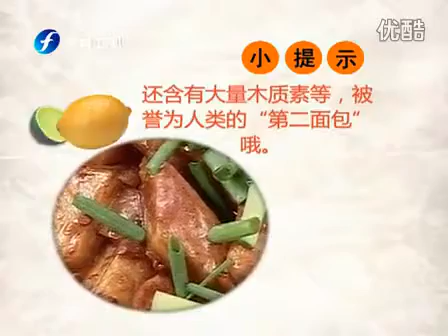 优酷
小提示
还含有大量木质素等，被
誉为人类的“第二面包”
哦。